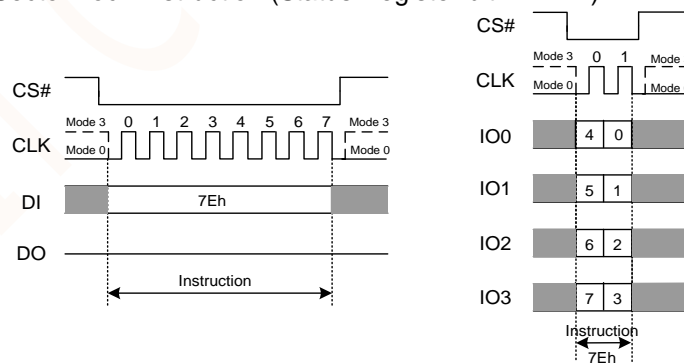 CS#
Mode 3 0 1 2 3 4 5 6 7 Mode 3
CLK Mode 0 Mode 0
DI 7Eh
DO
Instruction
CS#
Mode 3 0 1 Mode
CLK Mode 0 Mode
IO0 4 0
IO1 5 1
IO2 6 2
IO3 7 3
Instruction
7Eh